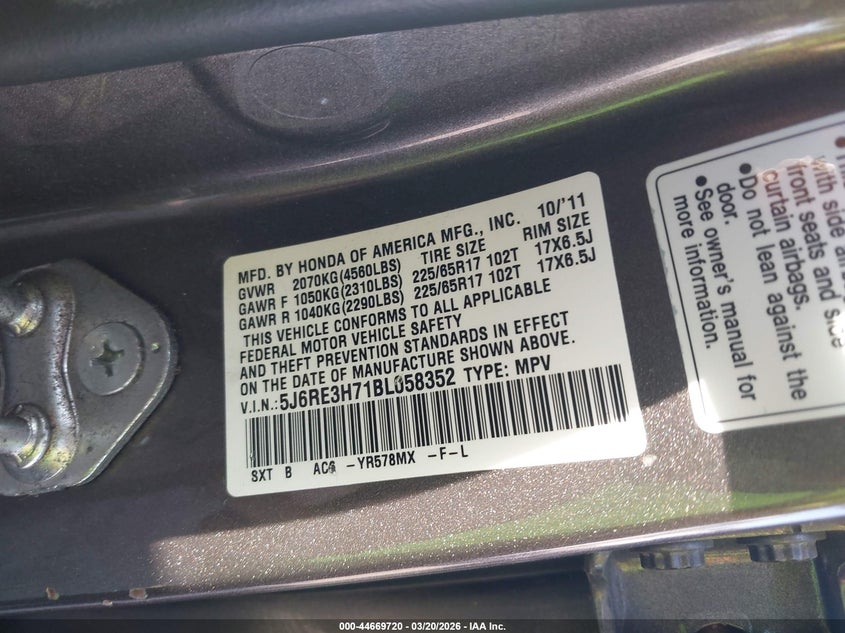 MFD. BY HONDA OF AMERICA MFG., INC. 10/'11
GVWR 2070KG(4560LBS) TIRE SIZE RIM SIZE
GAWR F 1050KG(2310LBS) 225/65R17 102T 17X6.5J
GAWR R 1040KG(2290LBS) 225/65R17 102T 17X6.5J
THIS VEHICLE CONFORMS TO ALL APPLICABLE
FEDERAL MOTOR VEHICLE SAFETY
AND THEFT PREVENTION STANDARDS IN EFFECT
ON THE DATE OF MANUFACTURE SHOWN ABOVE.
V.I.N.: 5J6RE3H71BL058352 TYPE: MPV
SXT B -YR578MX -F-L
with side
front seats and side
curtain airbags.
•Do not lean against the
door.
•See owner's manual for
more information.
000-44669720 — 03/20/2026 — IAA Inc.